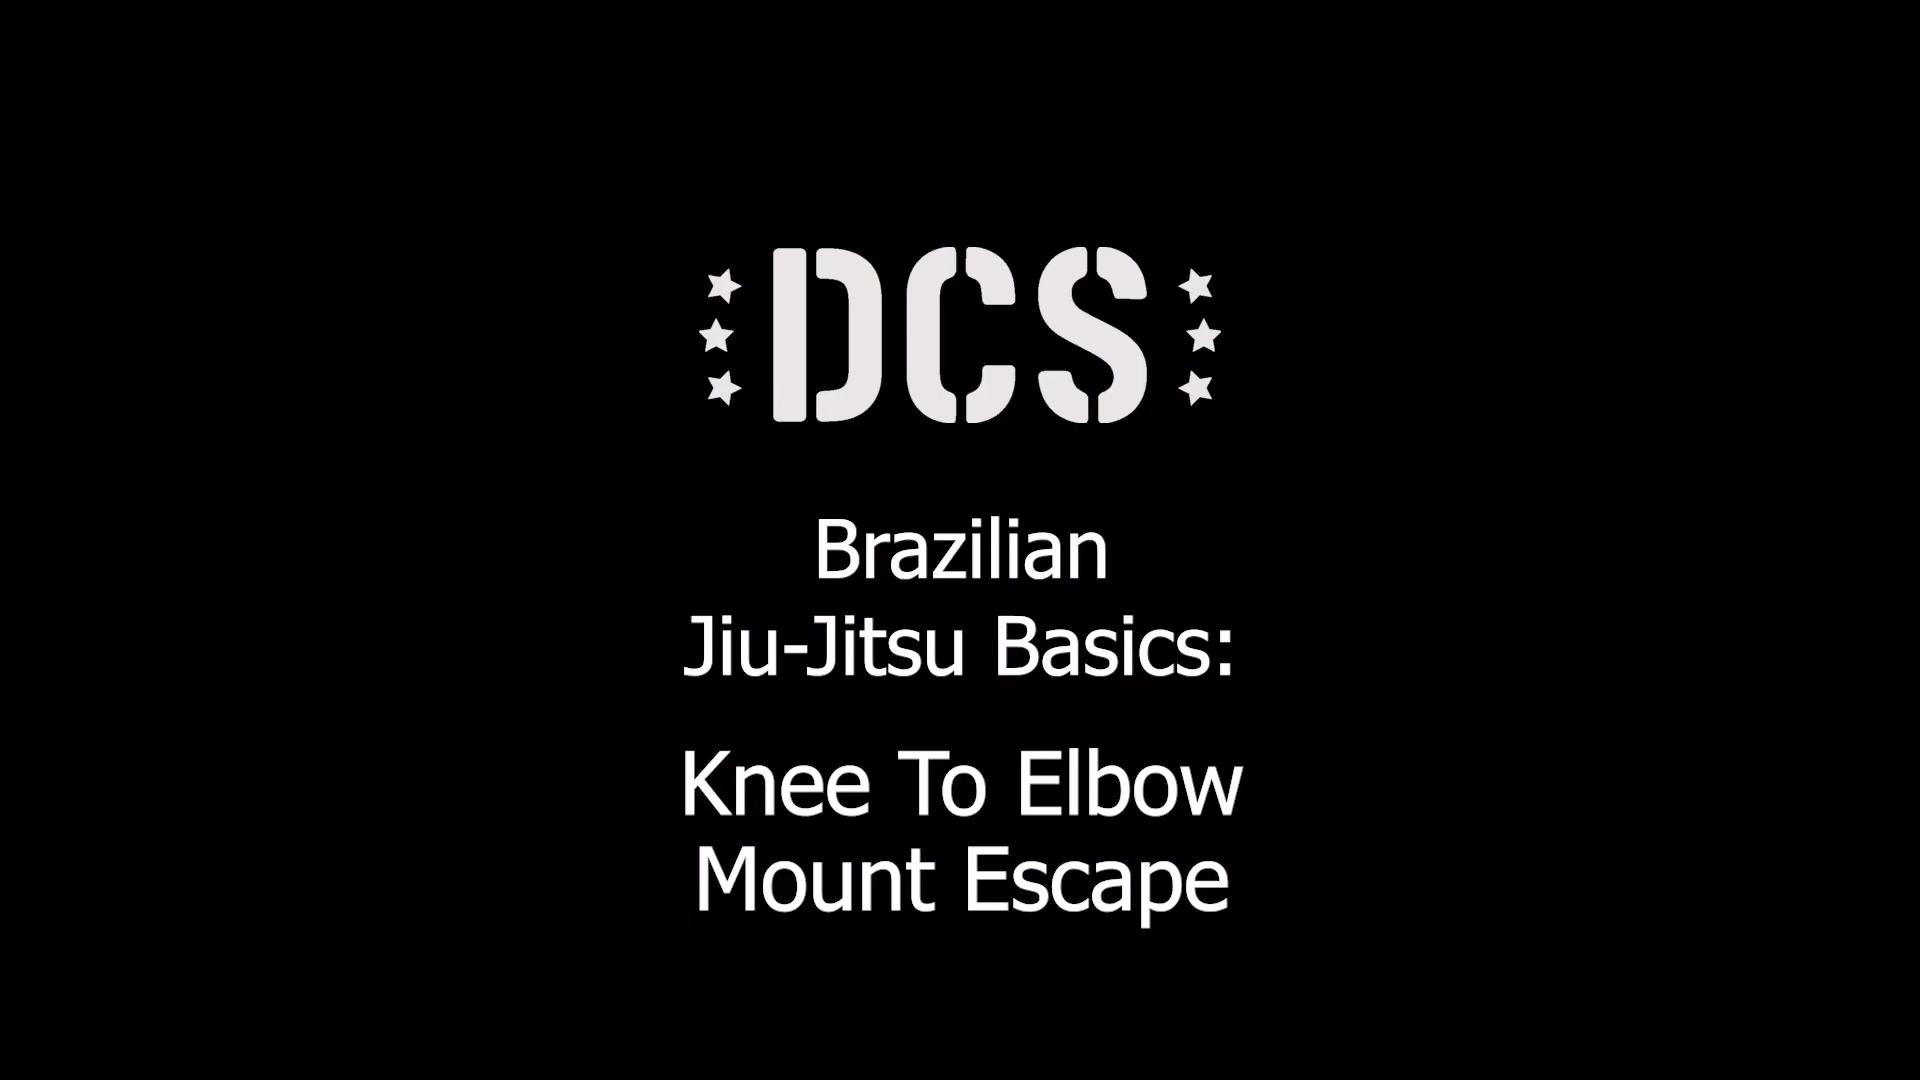 DCS
Brazilian
Jiu-Jitsu Basics:
Knee To Elbow
Mount Escape